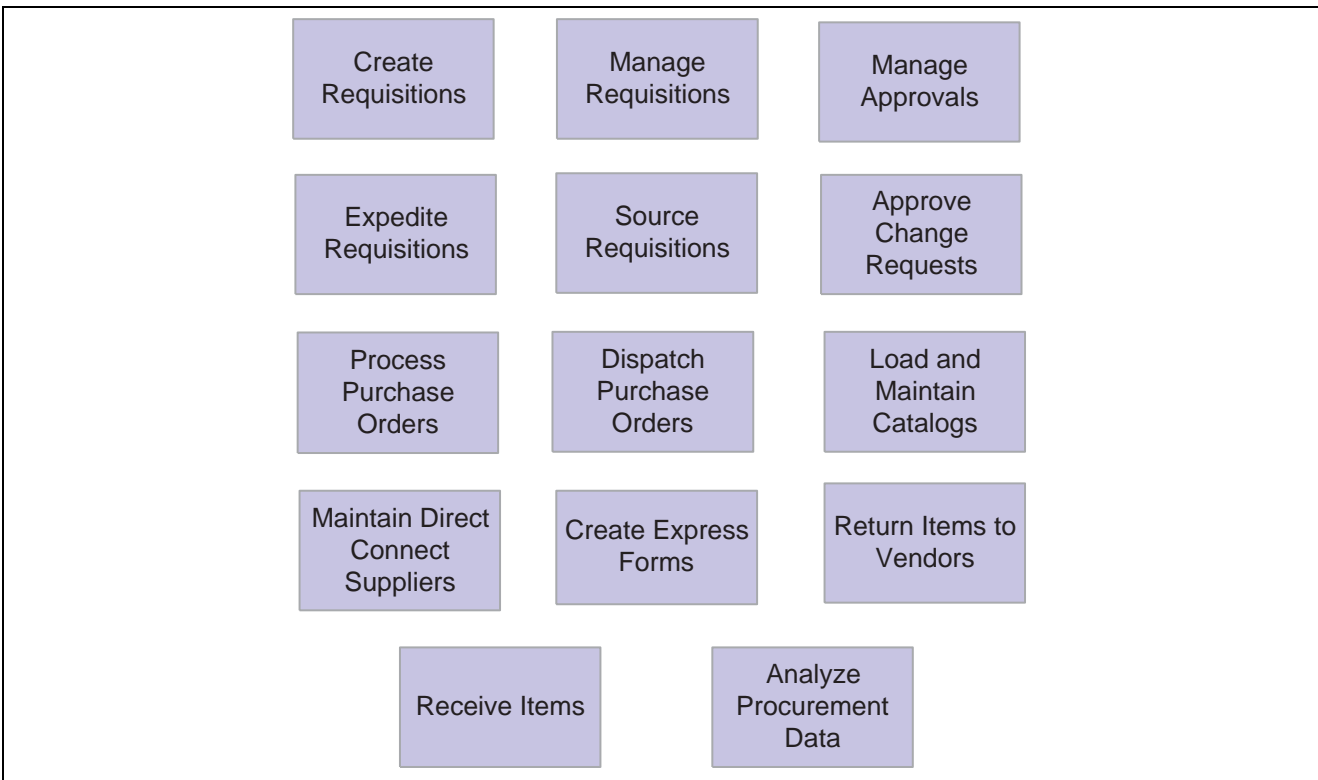 Create
Requisitions
Manage
Requisitions
Manage
Approvals
Expedite
Requisitions
Source
Requisitions
Approve
Change
Requests
Process
Purchase
Orders
Dispatch
Purchase
Orders
Load and
Maintain
Catalogs
Maintain Direct
Connect
Suppliers
Create Express
Forms
Return Items to
Vendors
Receive Items
Analyze
Procurement
Data